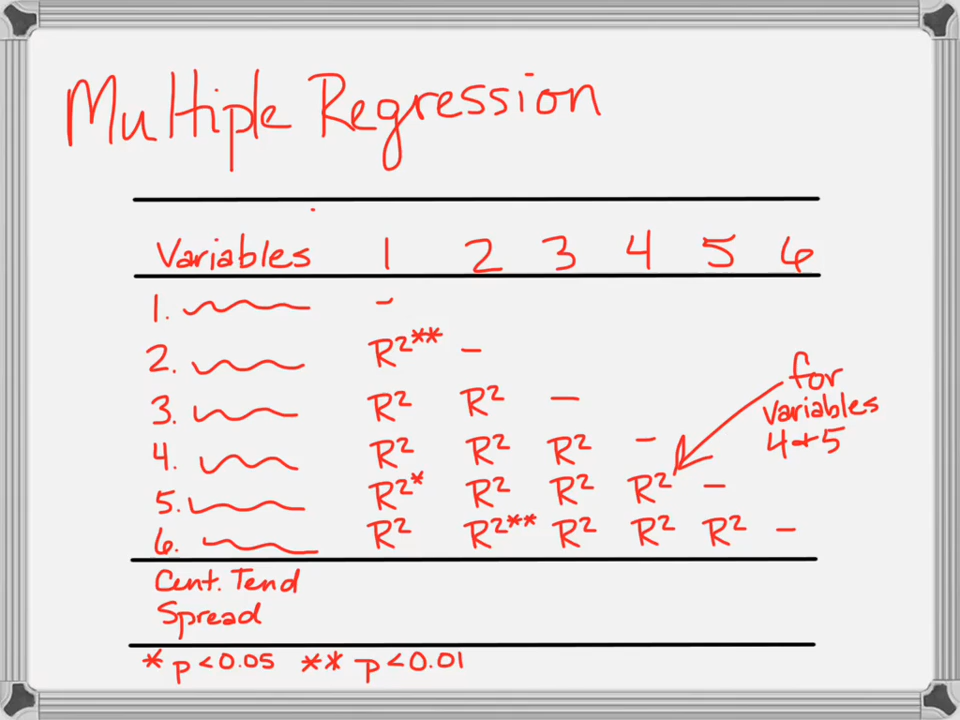 Multiple Regression
Variables 1 2 3 4 5 6
1. -
2. R²** -
3. R² R² -
4. R² R² R² -
5. R²* R² R² R² -
6. R² R²** R² R² R² -
for
variables
4+5
Cent. Tend
Spread
* p<0.05 ** p<0.01